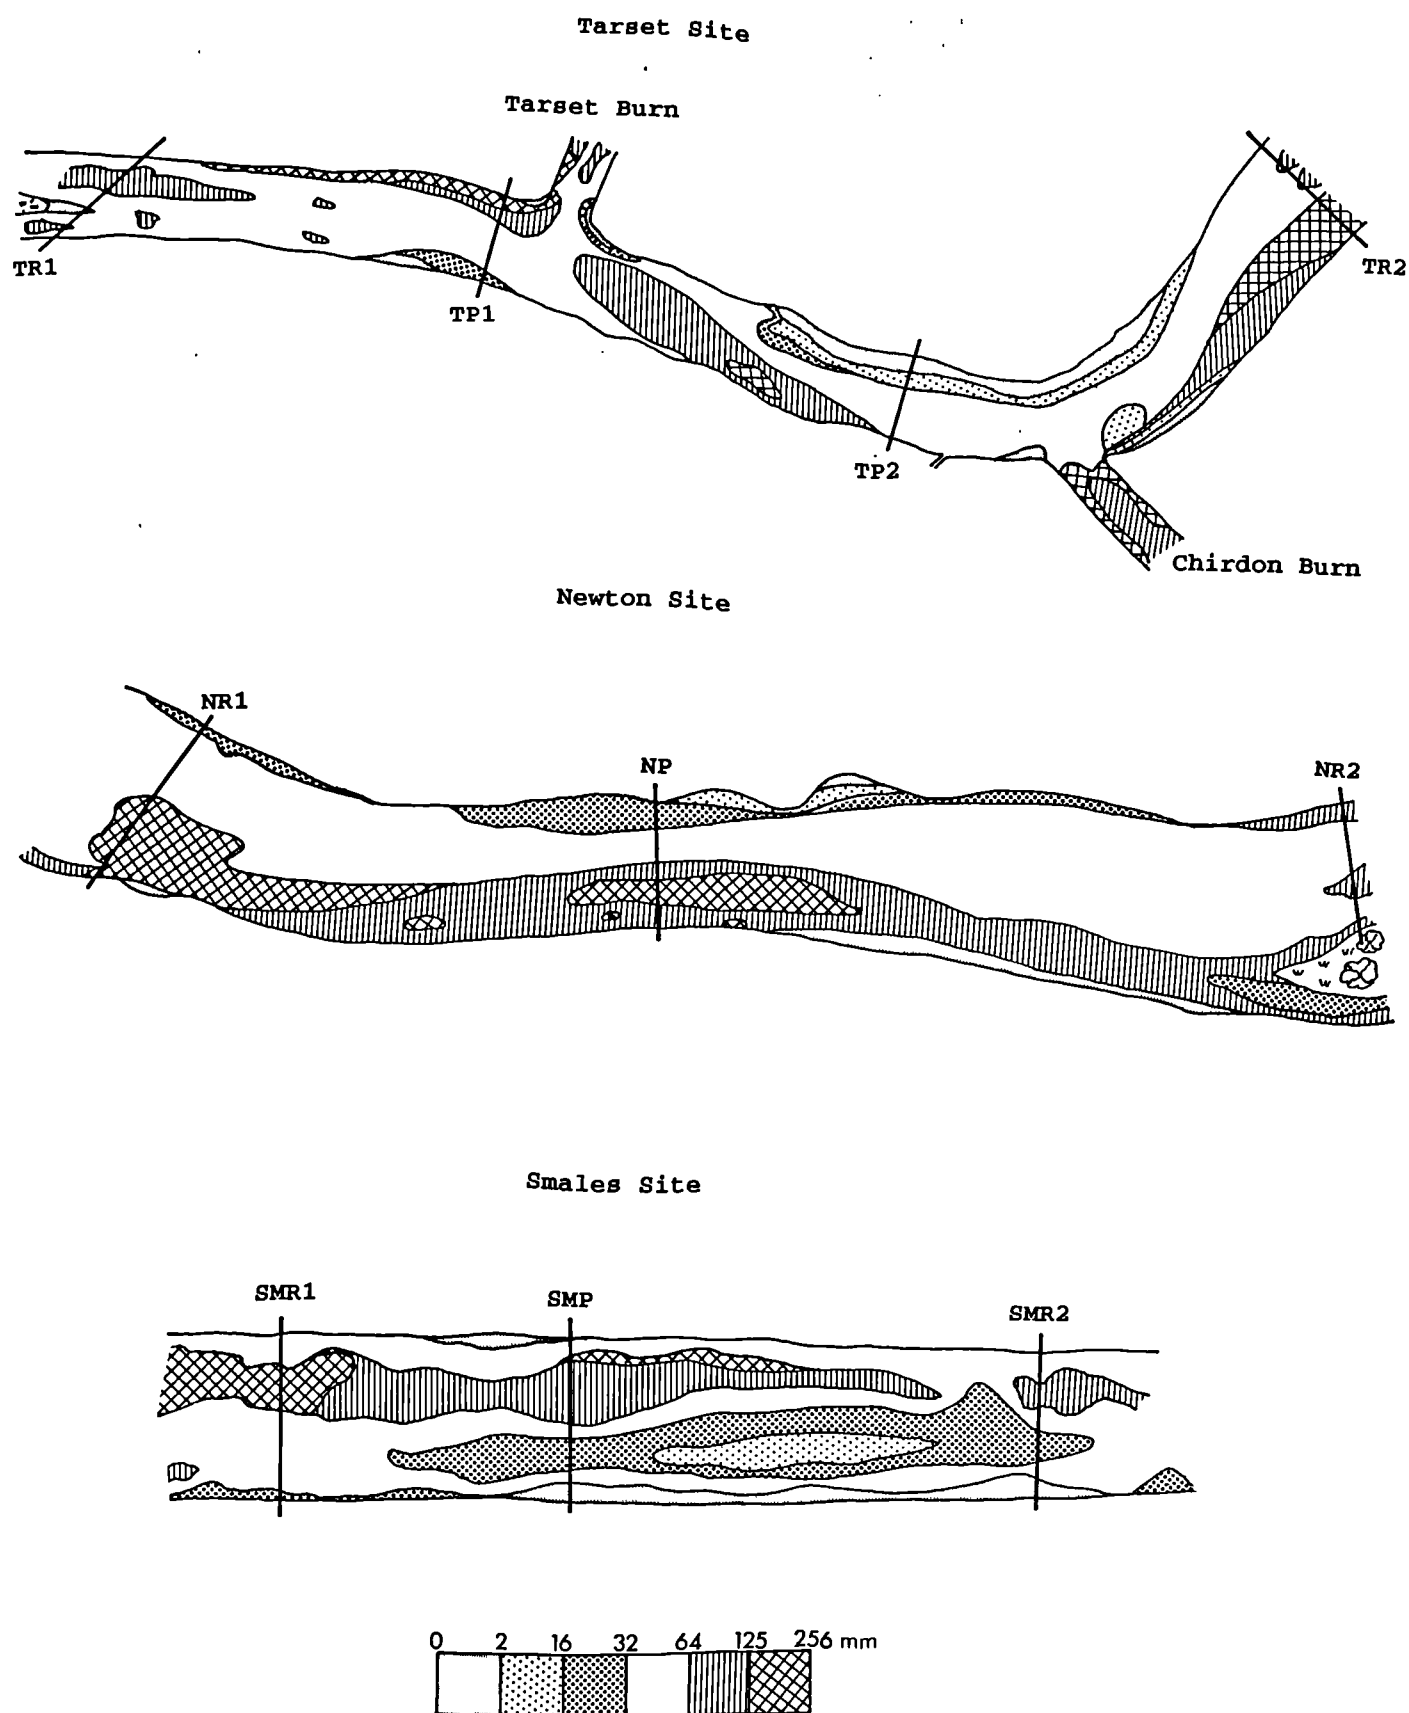 Tarset Site
Tarset Burn
TR1
TP1
TR2
TP2
Chirdon Burn
Newton Site
NR1
NP
NR2
Smales Site
SMR1
SMP
SMR2
0 2 16 32 64 125 256 mm